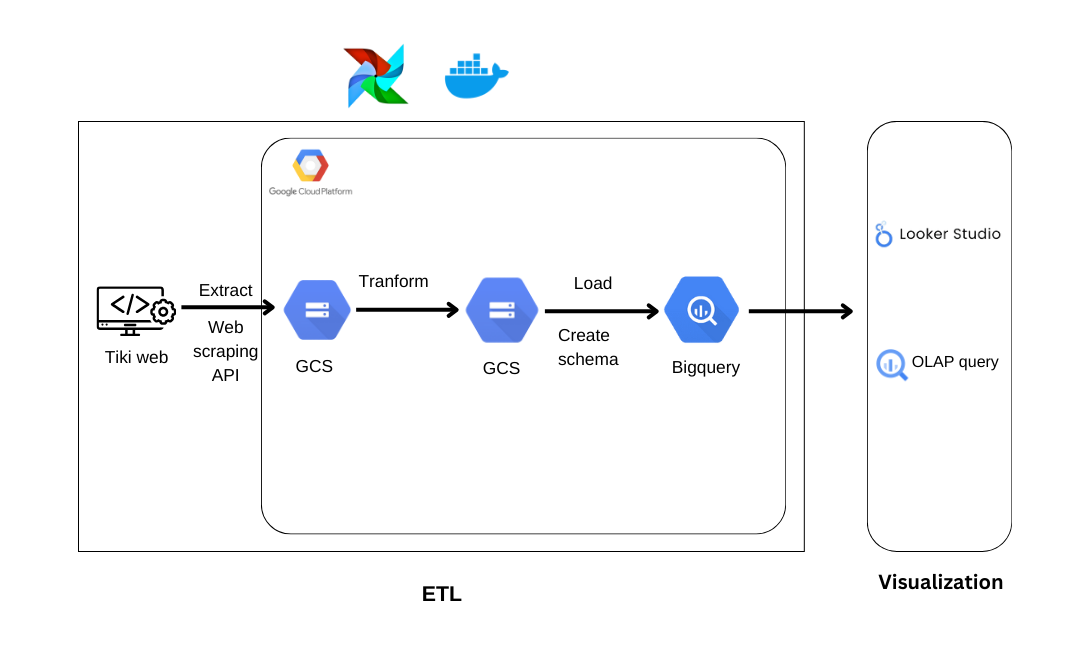 Google Cloud Platform
Looker Studio
Extract
Tranform
Load
</>
Web
scraping
API
Create
schema
Tiki web
GCS
GCS
Bigquery
OLAP query
ETL
Visualization